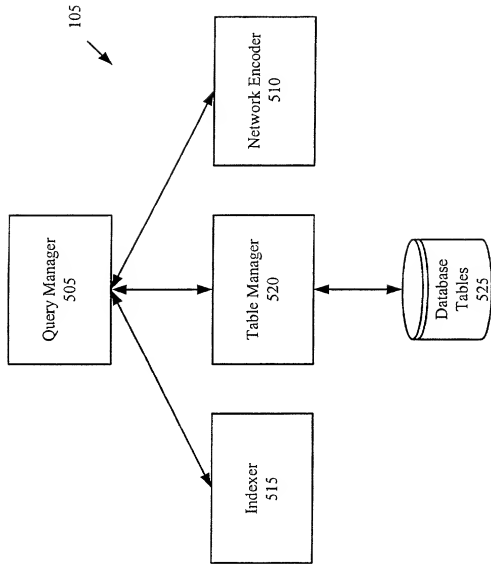 105
Query Manager
505
Network Encoder
510
Table Manager
520
Indexer
515
Database
Tables
525